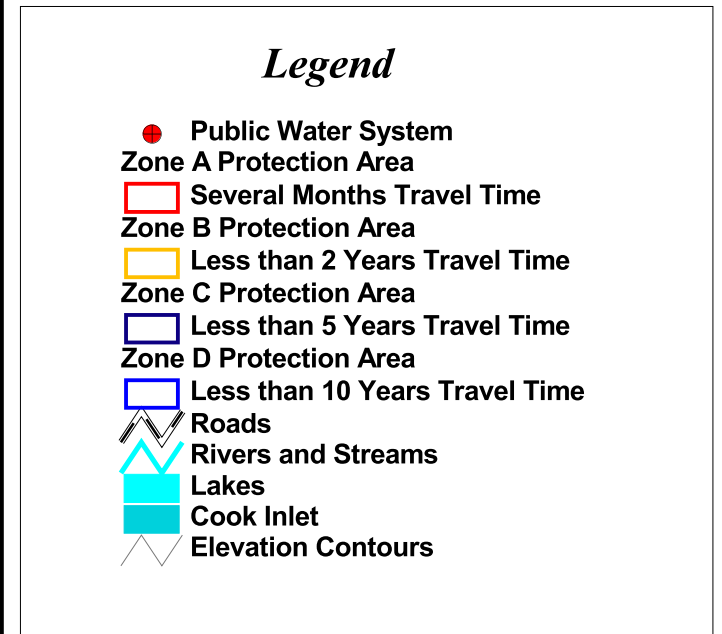 Legend
Public Water System
Zone A Protection Area
Several Months Travel Time
Zone B Protection Area
Less than 2 Years Travel Time
Zone C Protection Area
Less than 5 Years Travel Time
Zone D Protection Area
Less than 10 Years Travel Time
Roads
Rivers and Streams
Lakes
Cook Inlet
Elevation Contours